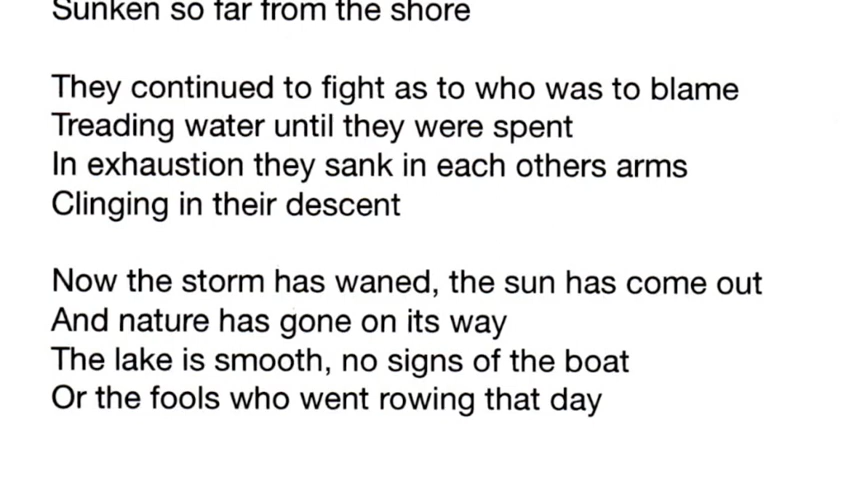 Sunken so far from the shore
They continued to fight as to who was to blame
Treading water until they were spent
In exhaustion they sank in each others arms
Clinging in their descent
Now the storm has waned, the sun has come out
And nature has gone on its way
The lake is smooth, no signs of the boat
Or the fools who went rowing that day